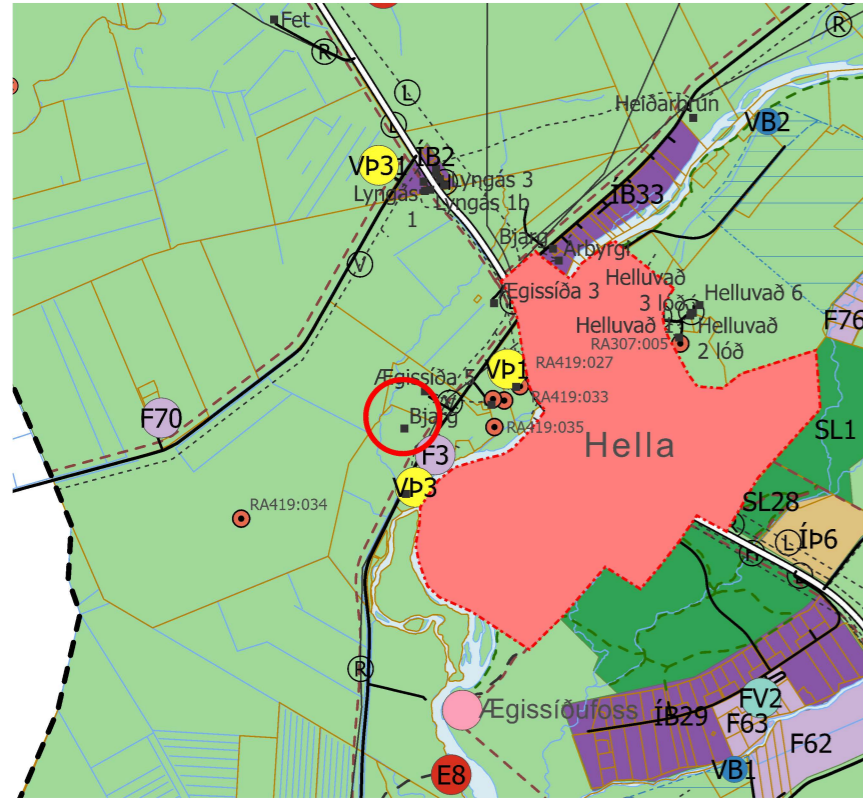 Fet
R
R
L
L
Heiðarbrún
VB2
VÞ31
ÍB2
Lyngás 3
Lyngás
1
Lyngás 1b
ÍB33
V
Bjarg
Árbyrgi
Ægissíða 3
Helluvað
3 lóð
Helluvað 6
Helluvað 1
Helluvað
2 lóð
RA307:005
F76
RA419:027
VÞ1
Ægissíða 5
RA419:033
Bjarg
F70
F3
RA419:035
Hella
SL1
VÞ3
RA419:034
SL28
H
L
ÍÞ6
L
R
Ægissíðufoss
FV2
ÍB29
F63
F62
E8
VB1